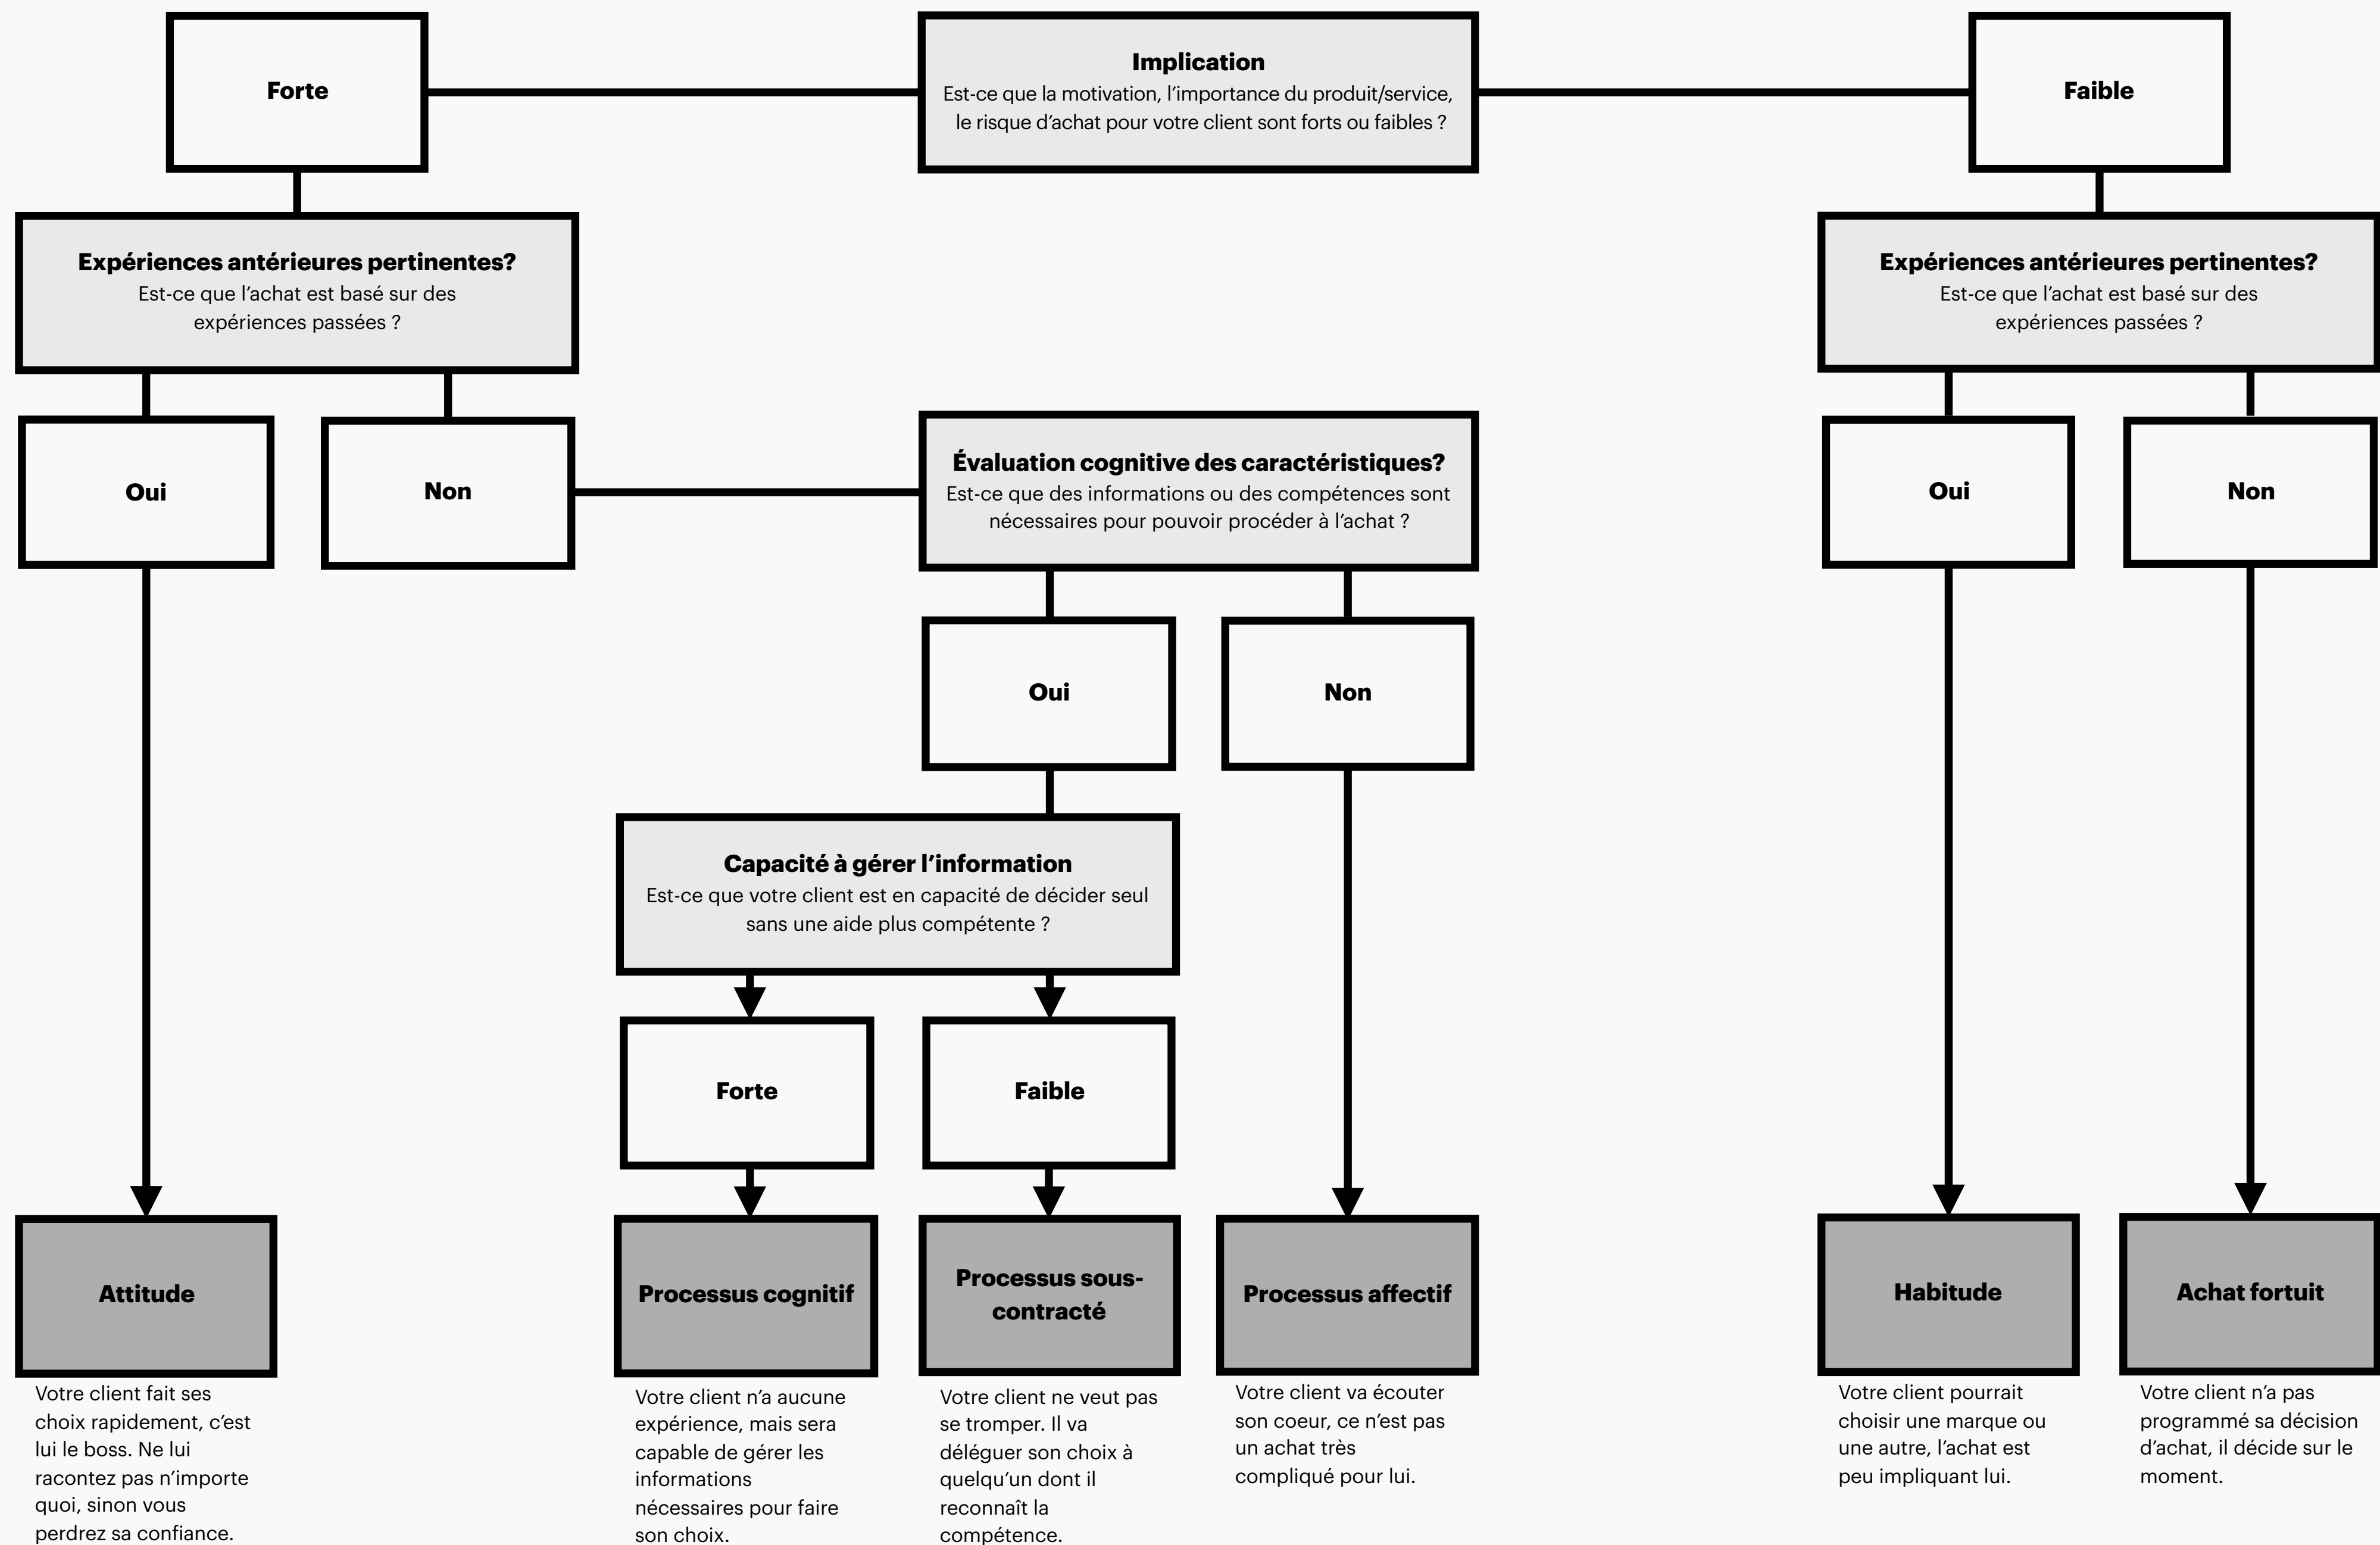 Forte
Implication
Est-ce que la motivation, l’importance du produit/service,
le risque d’achat pour votre client sont forts ou faibles ?
Faible
Expériences antérieures pertinentes?
Est-ce que l’achat est basé sur des
expériences passées ?
Expériences antérieures pertinentes?
Est-ce que l’achat est basé sur des
expériences passées ?
Oui
Non
Évaluation cognitive des caractéristiques?
Est-ce que des informations ou des compétences sont
nécessaires pour pouvoir procéder à l’achat ?
Oui
Non
Oui
Non
Capacité à gérer l’information
Est-ce que votre client est en capacité de décider seul
sans une aide plus compétente ?
Forte
Faible
Attitude
Votre client fait ses
choix rapidement, c’est
lui le boss. Ne lui
racontez pas n’importe
quoi, sinon vous
perdrez sa confiance.
Processus cognitif
Votre client n’a aucune
expérience, mais sera
capable de gérer les
informations
nécessaires pour faire
son choix.
Processus sous-
contracté
Votre client ne veut pas
se tromper. Il va
déléguer son choix à
quelqu’un dont il
reconnaît la
compétence.
Processus affectif
Votre client va écouter
son coeur, ce n’est pas
un achat très
compliqué pour lui.
Habitude
Votre client pourrait
choisir une marque ou
une autre, l’achat est
peu impliquant lui.
Achat fortuit
Votre client n’a pas
programmé sa décision
d’achat, il décide sur le
moment.